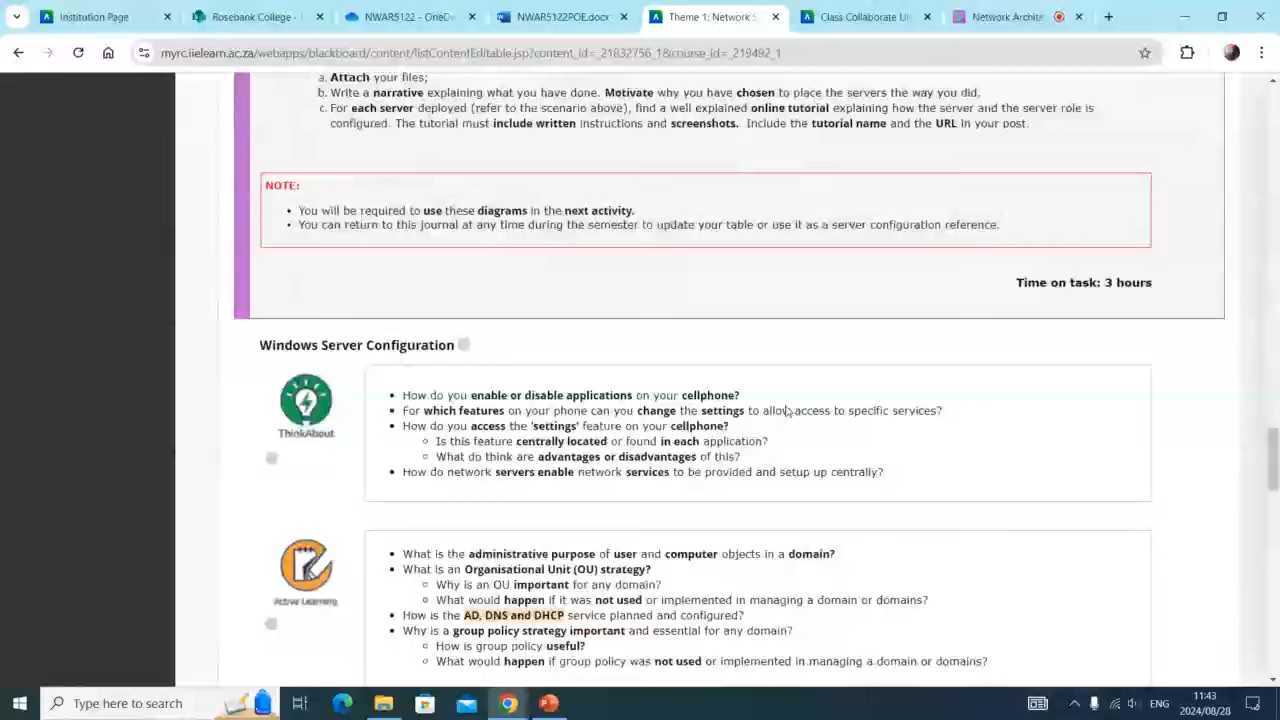 Institution Page
Rosebank College -
NWAR5122 - OneD
NWAR5122POE.docx
Theme 1: Network S
Class Collaborate Ul
Network Archite
myrc.iielearn.ac.za/webapps/blackboard/content/listContentEditable.jsp?content_id=_21832756_1&course_id=_219492_1
a. Attach your files;
b. Write a narrative explaining what you have done. Motivate why you have chosen to place the servers the way you did.
c. For each server deployed (refer to the scenario above), find a well explained online tutorial explaining how the server and the server role is
configured. The tutorial must include written instructions and screenshots. Include the tutorial name and the URL in your post.
NOTE:
• You will be required to use these diagrams in the next activity.
• You can return to this journal at any time during the semester to update your table or use it as a server configuration reference.
Time on task: 3 hours
Windows Server Configuration
ThinkAbout
• How do you enable or disable applications on your cellphone?
▪ For which features on your phone can you change the settings to allow access to specific services?
• How do you access the 'settings' feature on your cellphone?
○ Is this feature centrally located or found in each application?
○ What do think are advantages or disadvantages of this?
• How do network servers enable network services to be provided and setup up centrally?
Active Learning
• What is the administrative purpose of user and computer objects in a domain?
• What is an Organisational Unit (OU) strategy?
○ Why is an OU important for any domain?
○ What would happen if it was not used or implemented in managing a domain or domains?
• How is the AD, DNS and DHCP service planned and configured?
• Why is a group policy strategy important and essential for any domain?
○ How is group policy useful?
○ What would happen if group policy was not used or implemented in managing a domain or domains?
Type here to search
ENG
11:43
2024/08/28